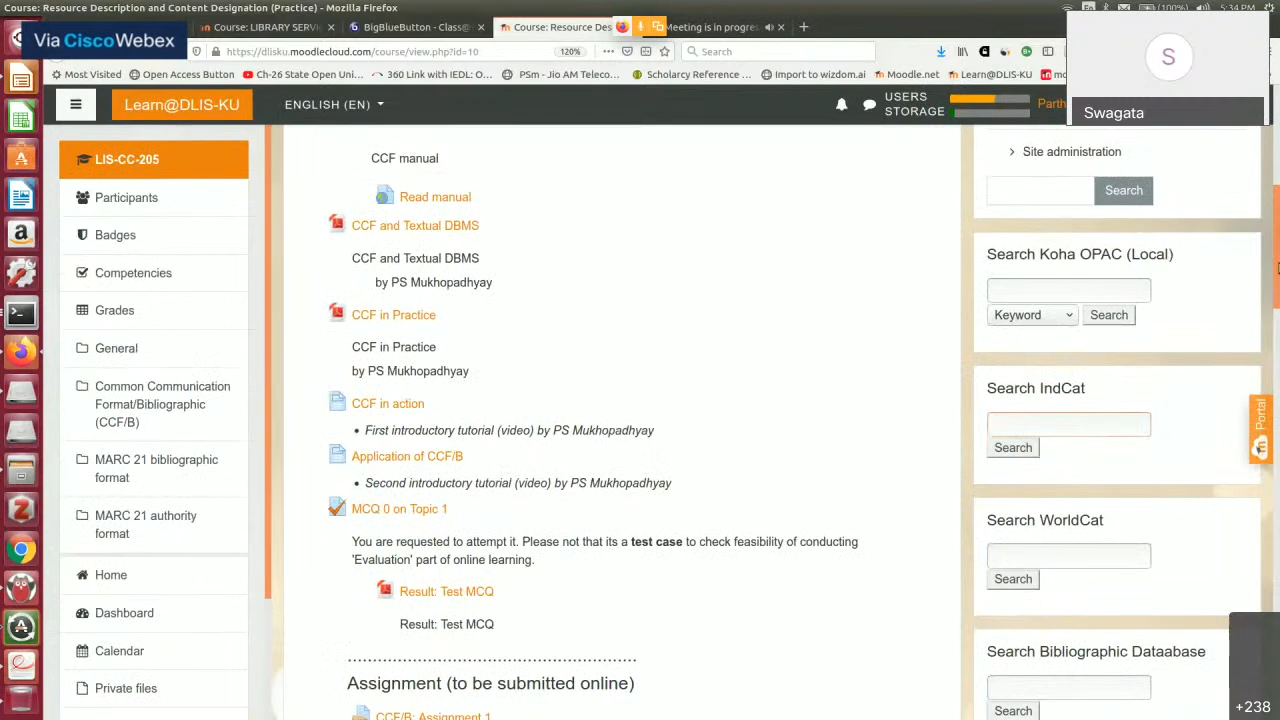 Course: Resource Description and Content Designation (Practice) - Mozilla Firefox
5:34 PM
Via Cisco Webex
Course: LIBRARY SERVI
BigBlueButton - Class@
Course: Resource Des
Meeting is in progres
https://dlisku.moodlecloud.com/course/view.php?id=10
120%
Search
Most Visited
Open Access Button
Ch-26 State Open Uni...
360 Link with IEDL: O...
PSm - Jio AM Teleco...
Scholarcy Reference ...
Import to wizdom.ai
Moodle.net
Learn@DLIS-KU
Learn@DLIS-KU
ENGLISH (EN)
USERS
STORAGE
Parth
S
Swagata
LIS-CC-205
Participants
Badges
Competencies
Grades
General
Common Communication
Format/Bibliographic
(CCF/B)
MARC 21 bibliographic
format
MARC 21 authority
format
Home
Dashboard
Calendar
Private files
CCF manual
Read manual
CCF and Textual DBMS
CCF and Textual DBMS
by PS Mukhopadhyay
CCF in Practice
CCF in Practice
by PS Mukhopadhyay
CCF in action
• First introductory tutorial (video) by PS Mukhopadhyay
Application of CCF/B
• Second introductory tutorial (video) by PS Mukhopadhyay
MCQ 0 on Topic 1
You are requested to attempt it. Please not that its a test case to check feasibility of conducting
'Evaluation' part of online learning.
Result: Test MCQ
Result: Test MCQ
Assignment (to be submitted online)
CCF/B: Assignment 1
Site administration
Search
Search Koha OPAC (Local)
Keyword
Search
Search IndCat
Search
Search WorldCat
Search
Search Bibliographic Dataabase
Search
Portal
+238